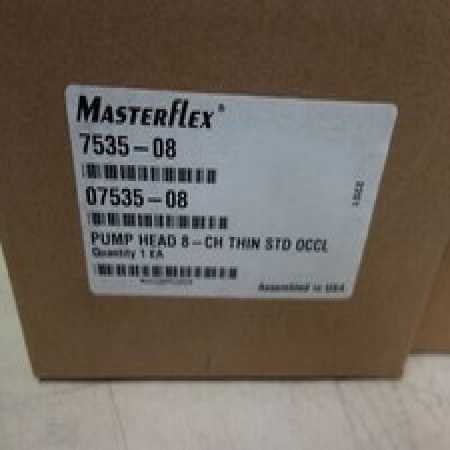 MASTERFLEX®
7535-08
07535-08
PUMP HEAD 8-CH THIN STD OCCL
Quantity 1 EA
Assembled in USA